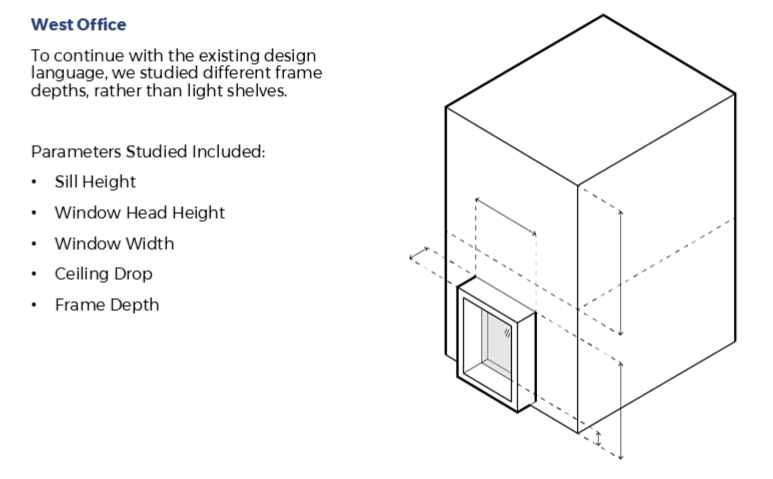 West Office
To continue with the existing design
language, we studied different frame
depths, rather than light shelves.
Parameters Studied Included:
• Sill Height
• Window Head Height
• Window Width
• Ceiling Drop
• Frame Depth